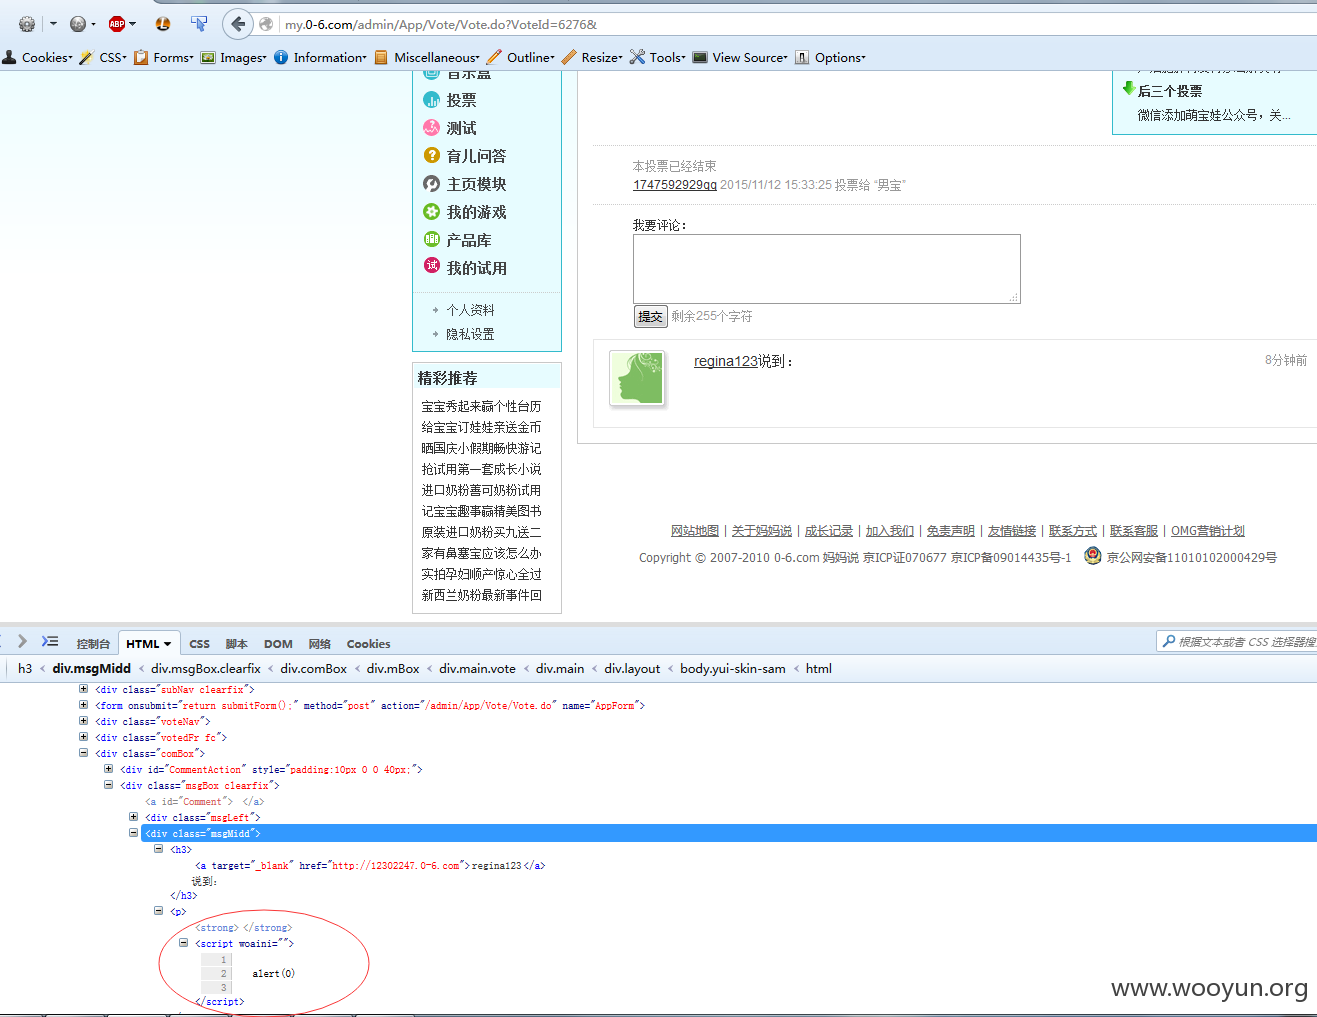 my.0-6.com/admin/App/Vote/Vote.do?VoteId=6276&
Cookies CSS Forms Images Information Miscellaneous Outline Resize Tools View Source Options
ABP
音乐盒
投票
测试
育儿问答
主页模块
我的游戏
产品库
试 我的试用
个人资料
隐私设置
精彩推荐
宝宝秀起来赢个性台历
给宝宝订娃娃亲送金币
晒国庆小假期畅快游记
抢试用第一套成长小说
进口奶粉善可奶粉试用
记宝宝趣事赢精美图书
原装进口奶粉买九送二
家有鼻塞宝应该怎么办
实拍孕妇顺产惊心全过
新西兰奶粉最新事件回
后三个投票
微信添加萌宝娃公众号，关...
本投票已经结束
1747592929qq 2015/11/12 15:33:25 投票给 “男宝”
我要评论：
提交 剩余255个字符
regina123说到： 8分钟前
网站地图 | 关于妈妈说 | 成长记录 | 加入我们 | 免责声明 | 友情链接 | 联系方式 | 联系客服 | OMG营销计划
Copyright © 2007-2010 0-6.com 妈妈说 京ICP证070677 京ICP备09014435号-1 京公网安备11010102000429号
控制台 HTML CSS 脚本 DOM 网络 Cookies
根据文本或者 CSS 选择器搜
h3 < div.msgMidd < div.msgBox.clearfix < div.comBox < div.mBox < div.main.vote < div.main < div.layout < body.yui-skin-sam < html
<div class="subNav clearfix">
<form onsubmit="return submitForm();" method="post" action="/admin/App/Vote/Vote.do" name="AppForm">
<div class="voteNav">
<div class="votedFr fc">
<div class="comBox">
<div id="CommentAction" style="padding:10px 0 0 40px;">
<div class="msgBox clearfix">
<a id="Comment"> </a>
<div class="msgLeft">
<div class="msgMidd">
<h3>
<a target="_blank" href="http://12302247.0-6.com">regina123</a>
说到：
</h3>
<p>
<strong> </strong>
<script woaini="">
1
2 alert(0)
3
</script>
www.wooyun.org